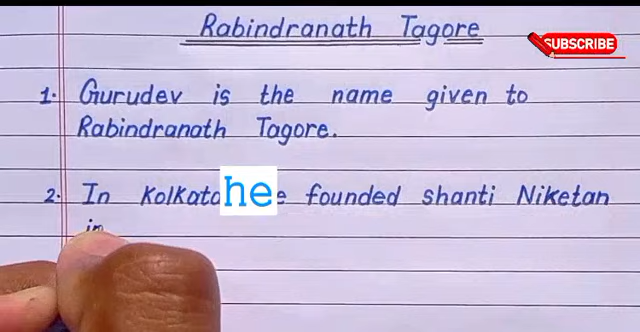 Rabindranath Tagore
SUBSCRIBE
1. Gurudev is the name given to
Rabindranath Tagore.
2. In Kolkata he founded shanti Niketan
in